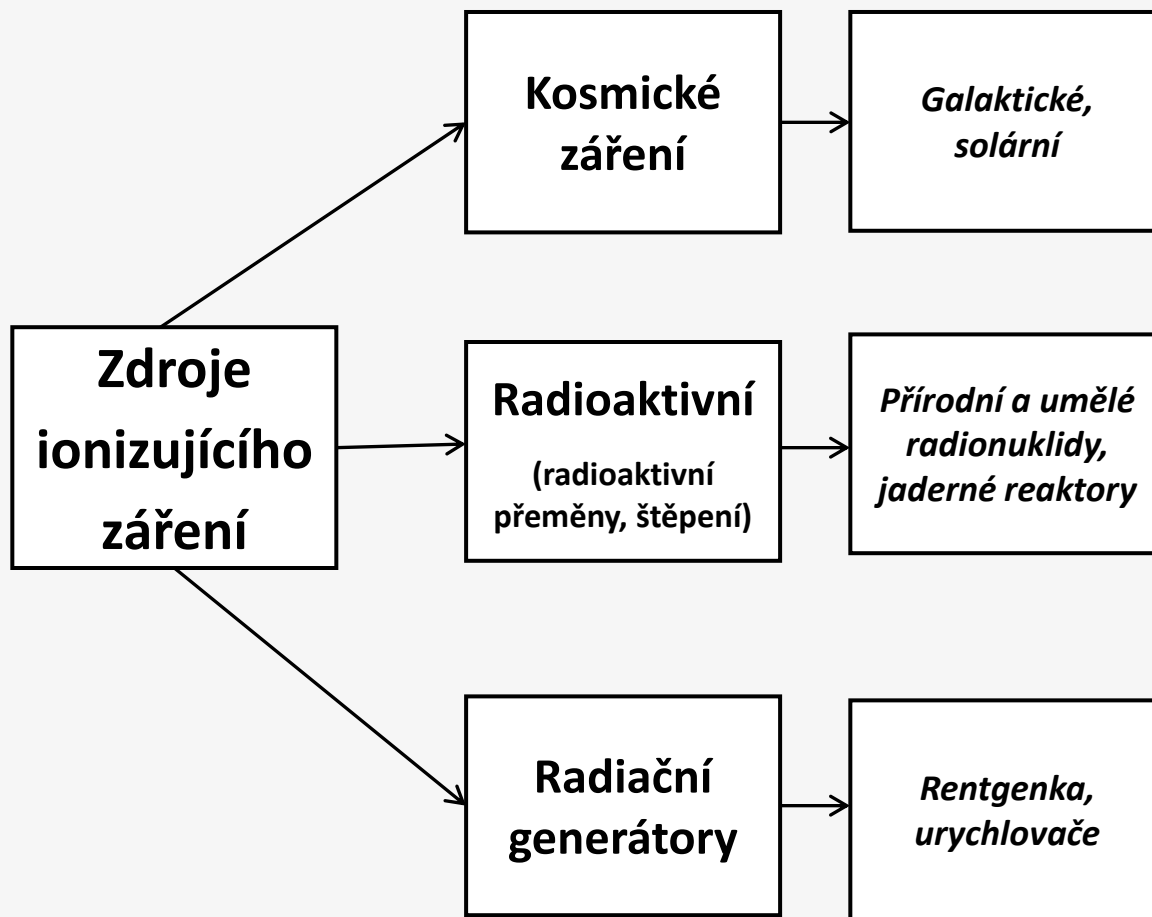 Zdroje
ionizujícího
záření
Kosmické
záření
Galaktické,
solární
Radioaktivní
(radioaktivní
přeměny, štěpení)
Přírodní a umělé
radionuklidy,
jaderné reaktory
Radiační
generátory
Rentgenka,
urychlovače